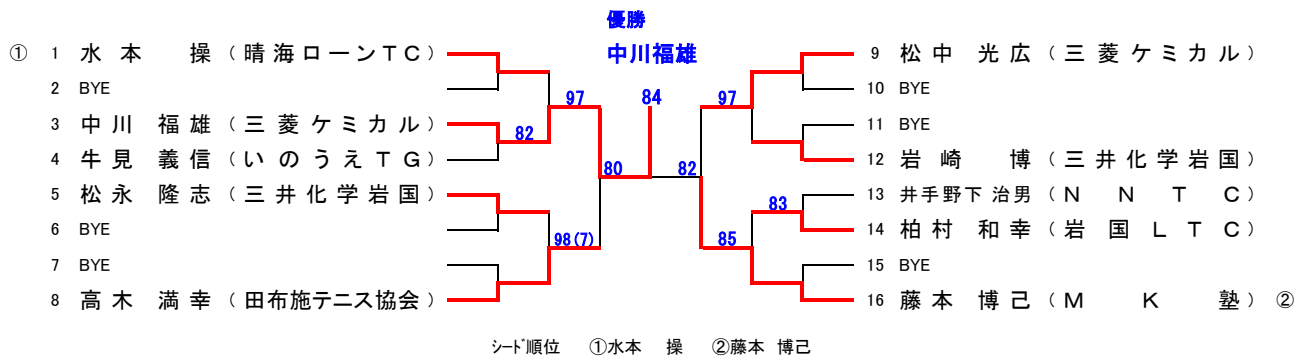 優勝
中川福雄
① 1 水本 操 (晴海ローンTC)
2 BYE
3 中川 福雄 (三菱ケミカル)
4 牛見 義信 (いのうえTG)
5 松永 隆志 (三井化学岩国)
6 BYE
7 BYE
8 高木 満幸 (田布施テニス協会)
97
82
98(7)
80
84
82
97
83
85
9 松中 光広 (三菱ケミカル)
10 BYE
11 BYE
12 岩崎 博 (三井化学岩国)
13 井手野下 治男 (NNTC)
14 柏村 和幸 (岩国LTC)
15 BYE
16 藤本 博己 (MK塾) ②
シード順位 ①水本 操 ②藤本 博己